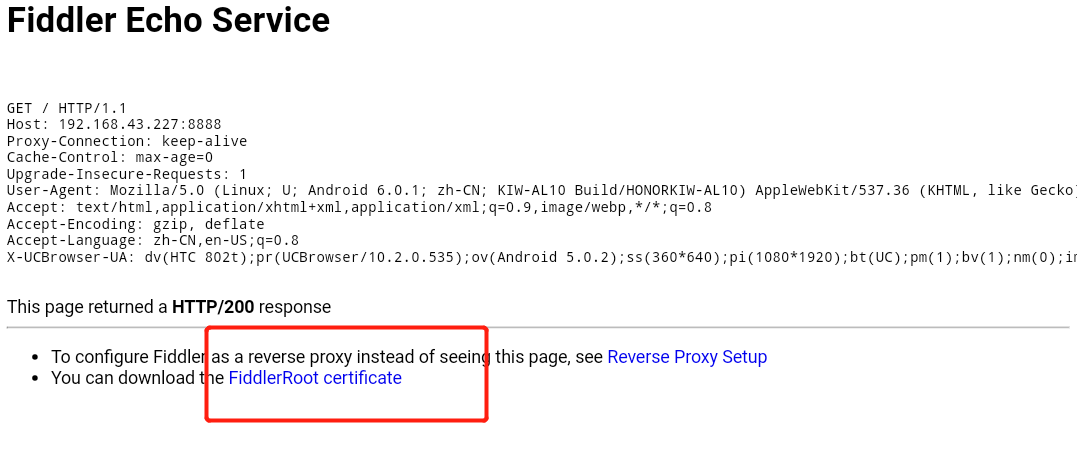 Fiddler Echo Service
GET / HTTP/1.1
Host: 192.168.43.227:8888
Proxy-Connection: keep-alive
Cache-Control: max-age=0
Upgrade-Insecure-Requests: 1
User-Agent: Mozilla/5.0 (Linux; U; Android 6.0.1; zh-CN; KIW-AL10 Build/HONORKIW-AL10) AppleWebKit/537.36 (KHTML, like Gecko)
Accept: text/html,application/xhtml+xml,application/xml;q=0.9,image/webp,*/*;q=0.8
Accept-Encoding: gzip, deflate
Accept-Language: zh-CN,en-US;q=0.8
X-UCBrowser-UA: dv(HTC 802t);pr(UCBrowser/10.2.0.535);ov(Android 5.0.2);ss(360*640);pi(1080*1920);bt(UC);pm(1);bv(1);nm(0);im
This page returned a HTTP/200 response
• To configure Fiddler as a reverse proxy instead of seeing this page, see Reverse Proxy Setup
• You can download the FiddlerRoot certificate